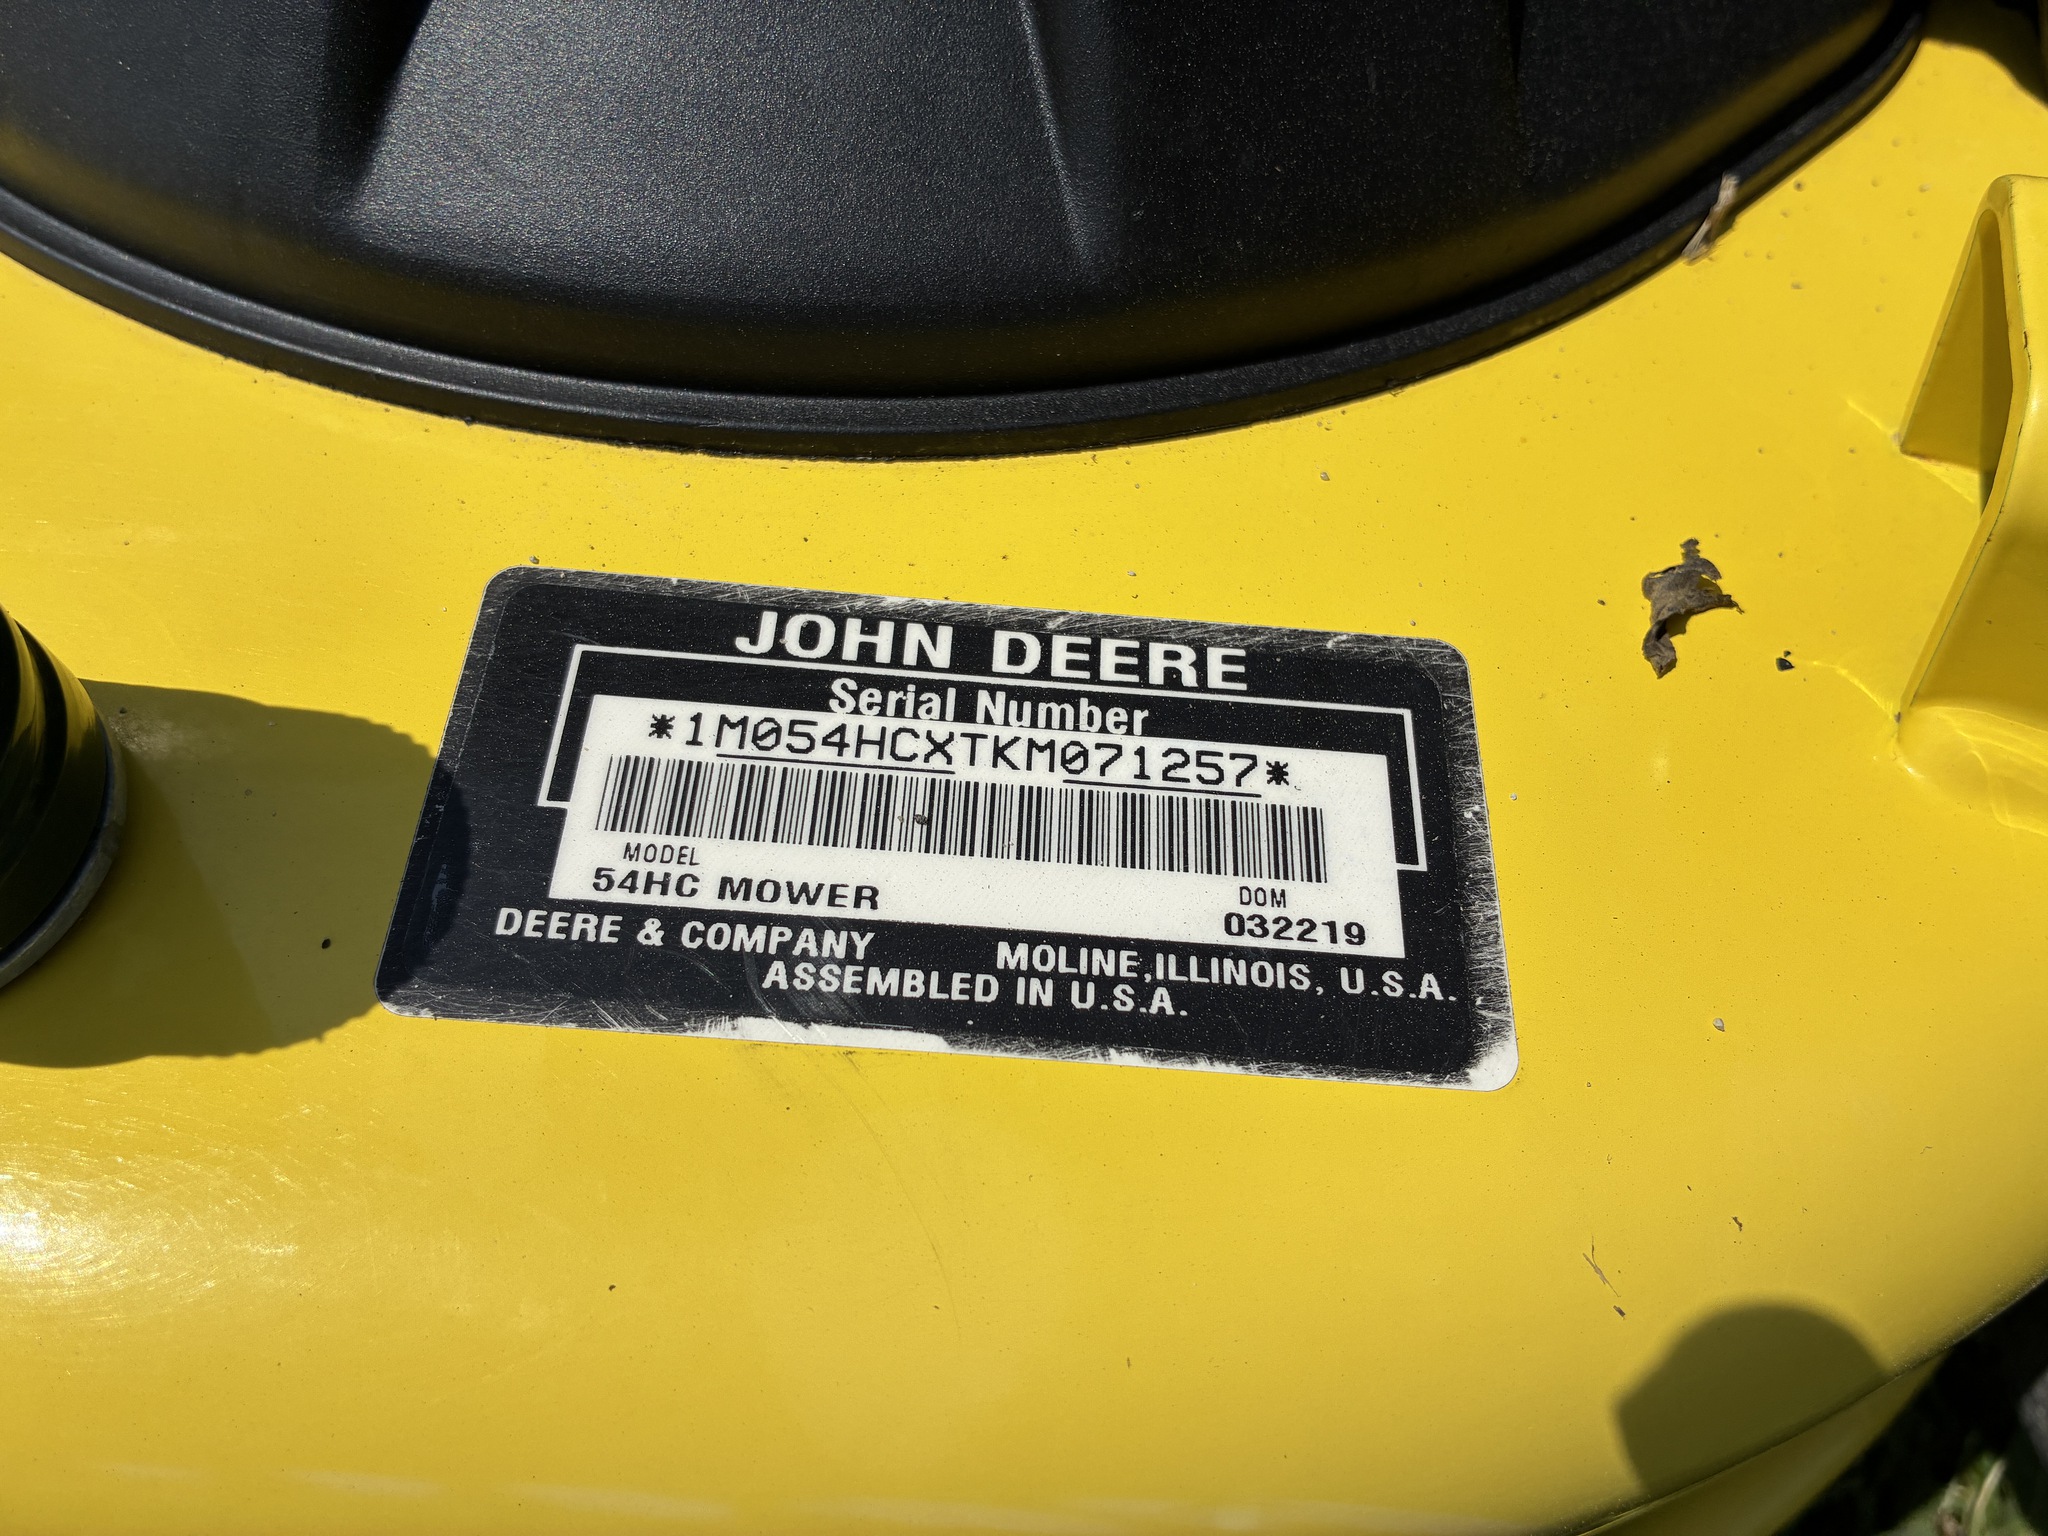 JOHN DEERE
Serial Number
*1M054HCXTKM071257*
MODEL
54HC MOWER
DOM
032219
DEERE & COMPANY MOLINE, ILLINOIS, U.S.A.
ASSEMBLED IN U.S.A.